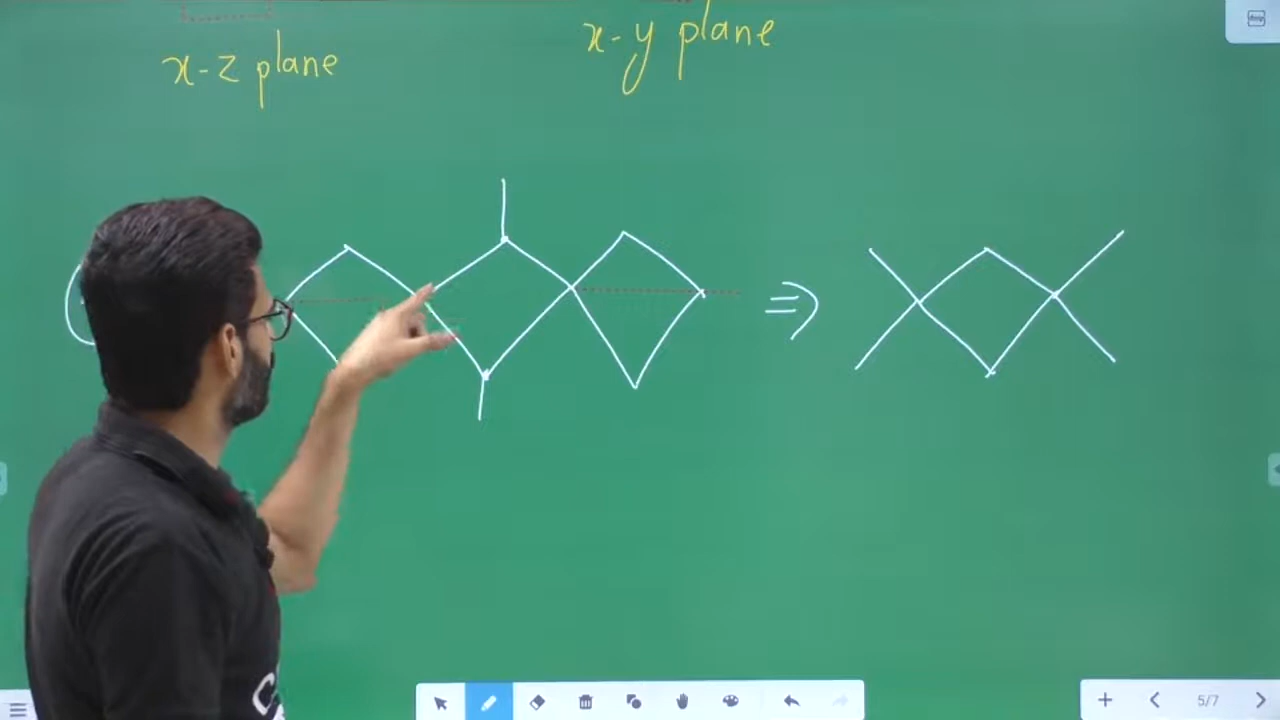 x-z plane
x-y plane
⇒
5/7